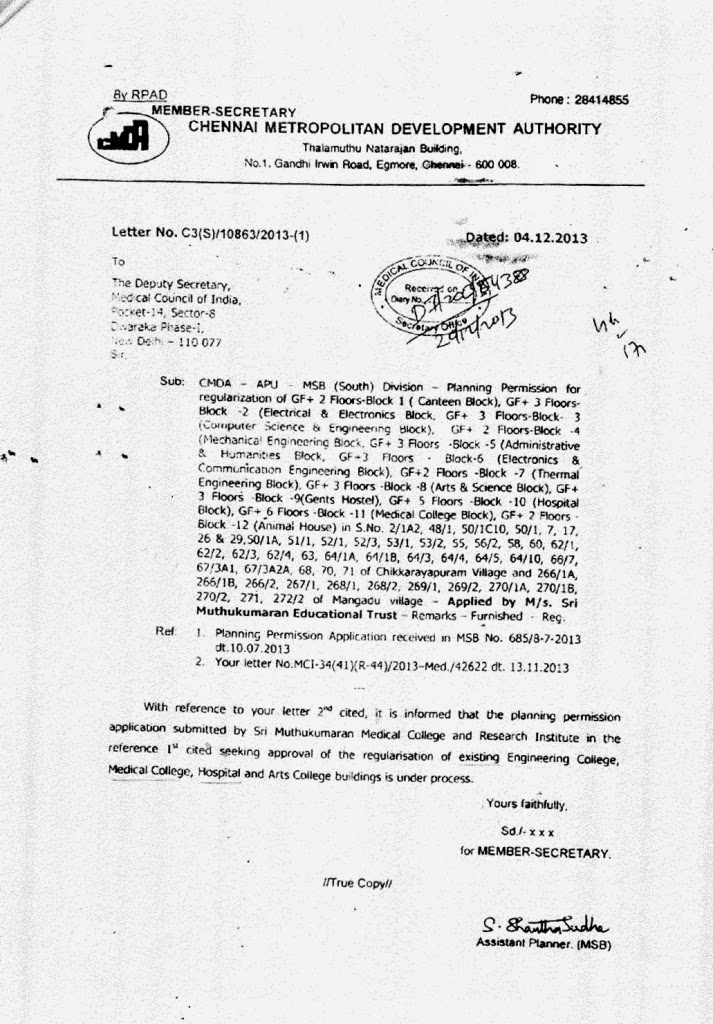 By RPAD
Phone : 28414855
MEMBER-SECRETARY
CMDA
CHENNAI METROPOLITAN DEVELOPMENT AUTHORITY
Thalamuthu Natarajan Building,
No.1, Gandhi Irwin Road, Egmore, Chennai - 600 008.
Letter No. C3(S)/10863/2013-(1)
Dated: 04.12.2013
To
The Deputy Secretary,
Medical Council of India,
Pocket-14, Sector-8
Dwaraka Phase-I,
New Delhi – 110 077
Sir,
MEDICAL COUNCIL OF
Received on
Diary No.
Secretary Office
Sub: CMDA – APU - MSB (South) Division – Planning Permission for
regularization of GF+ 2 Floors-Block 1 ( Canteen Block), GF+ 3 Floors-
Block -2 (Electrical & Electronics Block, GF+ 3 Floors-Block- 3
(Computer Science & Engineering Block), GF+ 2 Floors-Block -4
(Mechanical Engineering Block, GF+ 3 Floors -Block -5 (Administrative
& Humanities Block, GF+3 Floors - Block-6 (Electronics &
Communication Engineering Block), GF+2 Floors -Block -7 (Thermal
Engineering Block), GF+ 3 Floors -Block -8 (Arts & Science Block), GF+
3 Floors -Block -9(Gents Hostel), GF+ 5 Floors -Block -10 (Hospital
Block), GF+ 6 Floors -Block -11 (Medical College Block), GF+ 2 Floors -
Block -12 (Animal House) in S.No. 2/1A2, 48/1, 50/1C10, 50/1, 7, 17,
26 & 29,50/1A, 51/1, 52/1, 52/3, 53/1, 53/2, 55, 56/2, 58, 60, 62/1,
62/2, 62/3, 62/4, 63, 64/1A, 64/1B, 64/3, 64/4, 64/5, 64/10, 66/7,
67/3A1, 67/3A2A, 68, 70, 71 of Chikkarayapuram Village and 266/1A,
266/1B, 266/2, 267/1, 268/1, 268/2, 269/1, 269/2, 270/1A, 270/1B,
270/2, 271, 272/2 of Mangadu village – Applied by M/s. Sri
Muthukumaran Educational Trust – Remarks – Furnished - Reg.
Ref: 1. Planning Permission Application received in MSB No. 685/8-7-2013
dt.10.07.2013
2. Your letter No.MCI-34(41)(R-44)/2013–Med./42622 dt. 13.11.2013
---
With reference to your letter 2nd cited, it is informed that the planning permission
application submitted by Sri Muthukumaran Medical College and Research Institute in the
reference 1st cited seeking approval of the regularisation of existing Engineering College,
Medical College, Hospital and Arts College buildings is under process.
Yours faithfully,
Sd./- x x x
for MEMBER-SECRETARY.
//True Copy//
S. Shantha Sudha
Assistant Planner. (MSB)